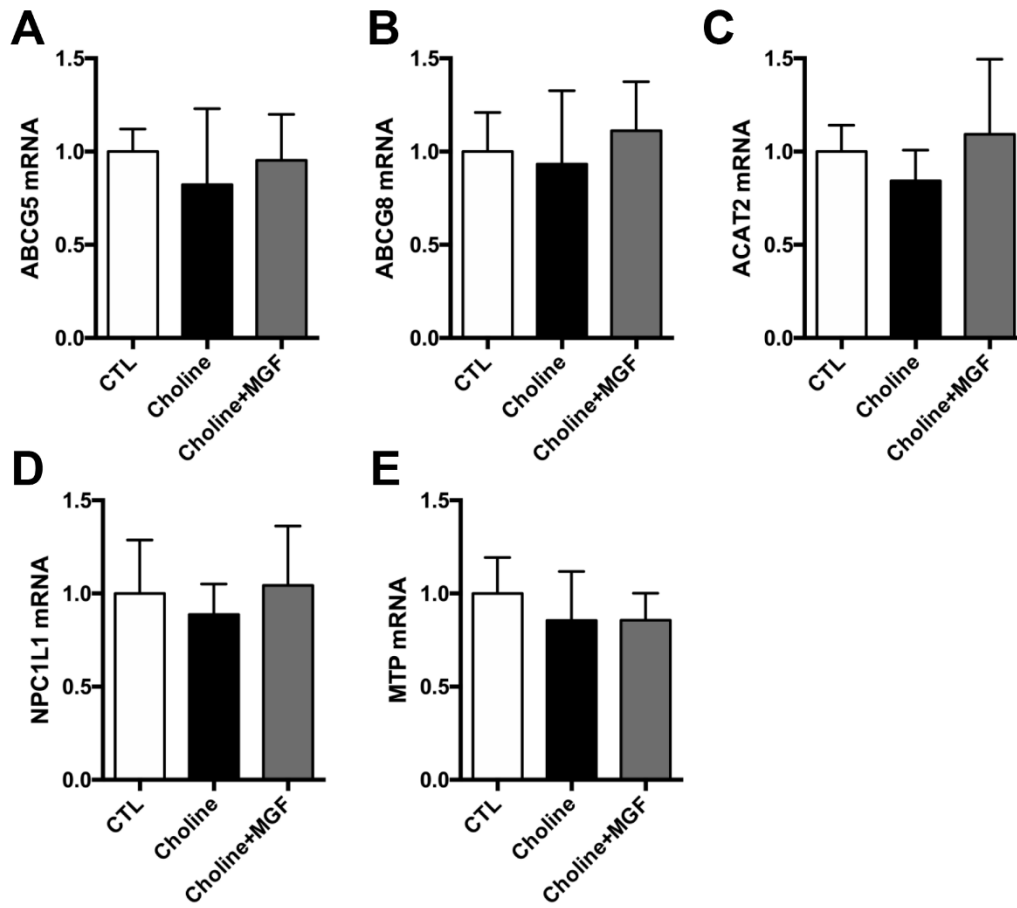 A
ABCG5 mRNA
1.5
1.0
0.5
0.0
CTL
Choline
Choline+MGF
B
ABCG8 mRNA
1.5
1.0
0.5
0.0
CTL
Choline
Choline+MGF
C
ACAT2 mRNA
1.5
1.0
0.5
0.0
CTL
Choline
Choline+MGF
D
NPC1L1 mRNA
1.5
1.0
0.5
0.0
CTL
Choline
Choline+MGF
E
MTP mRNA
1.5
1.0
0.5
0.0
CTL
Choline
Choline+MGF